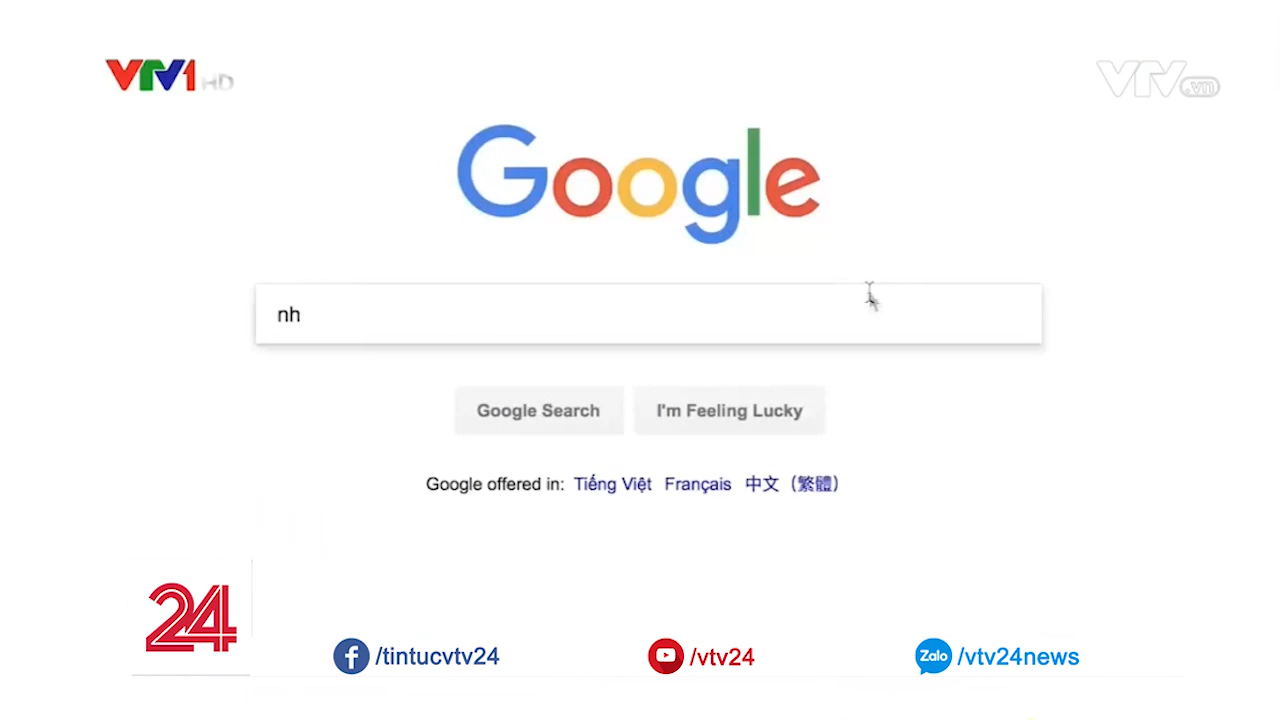 VTV1 HD
VTV.vn
Google
nh
Google Search
I'm Feeling Lucky
Google offered in: Tiếng Việt Français 中文（繁體）
24
f/tintucvtv24
/vtv24
Zalo/vtv24news